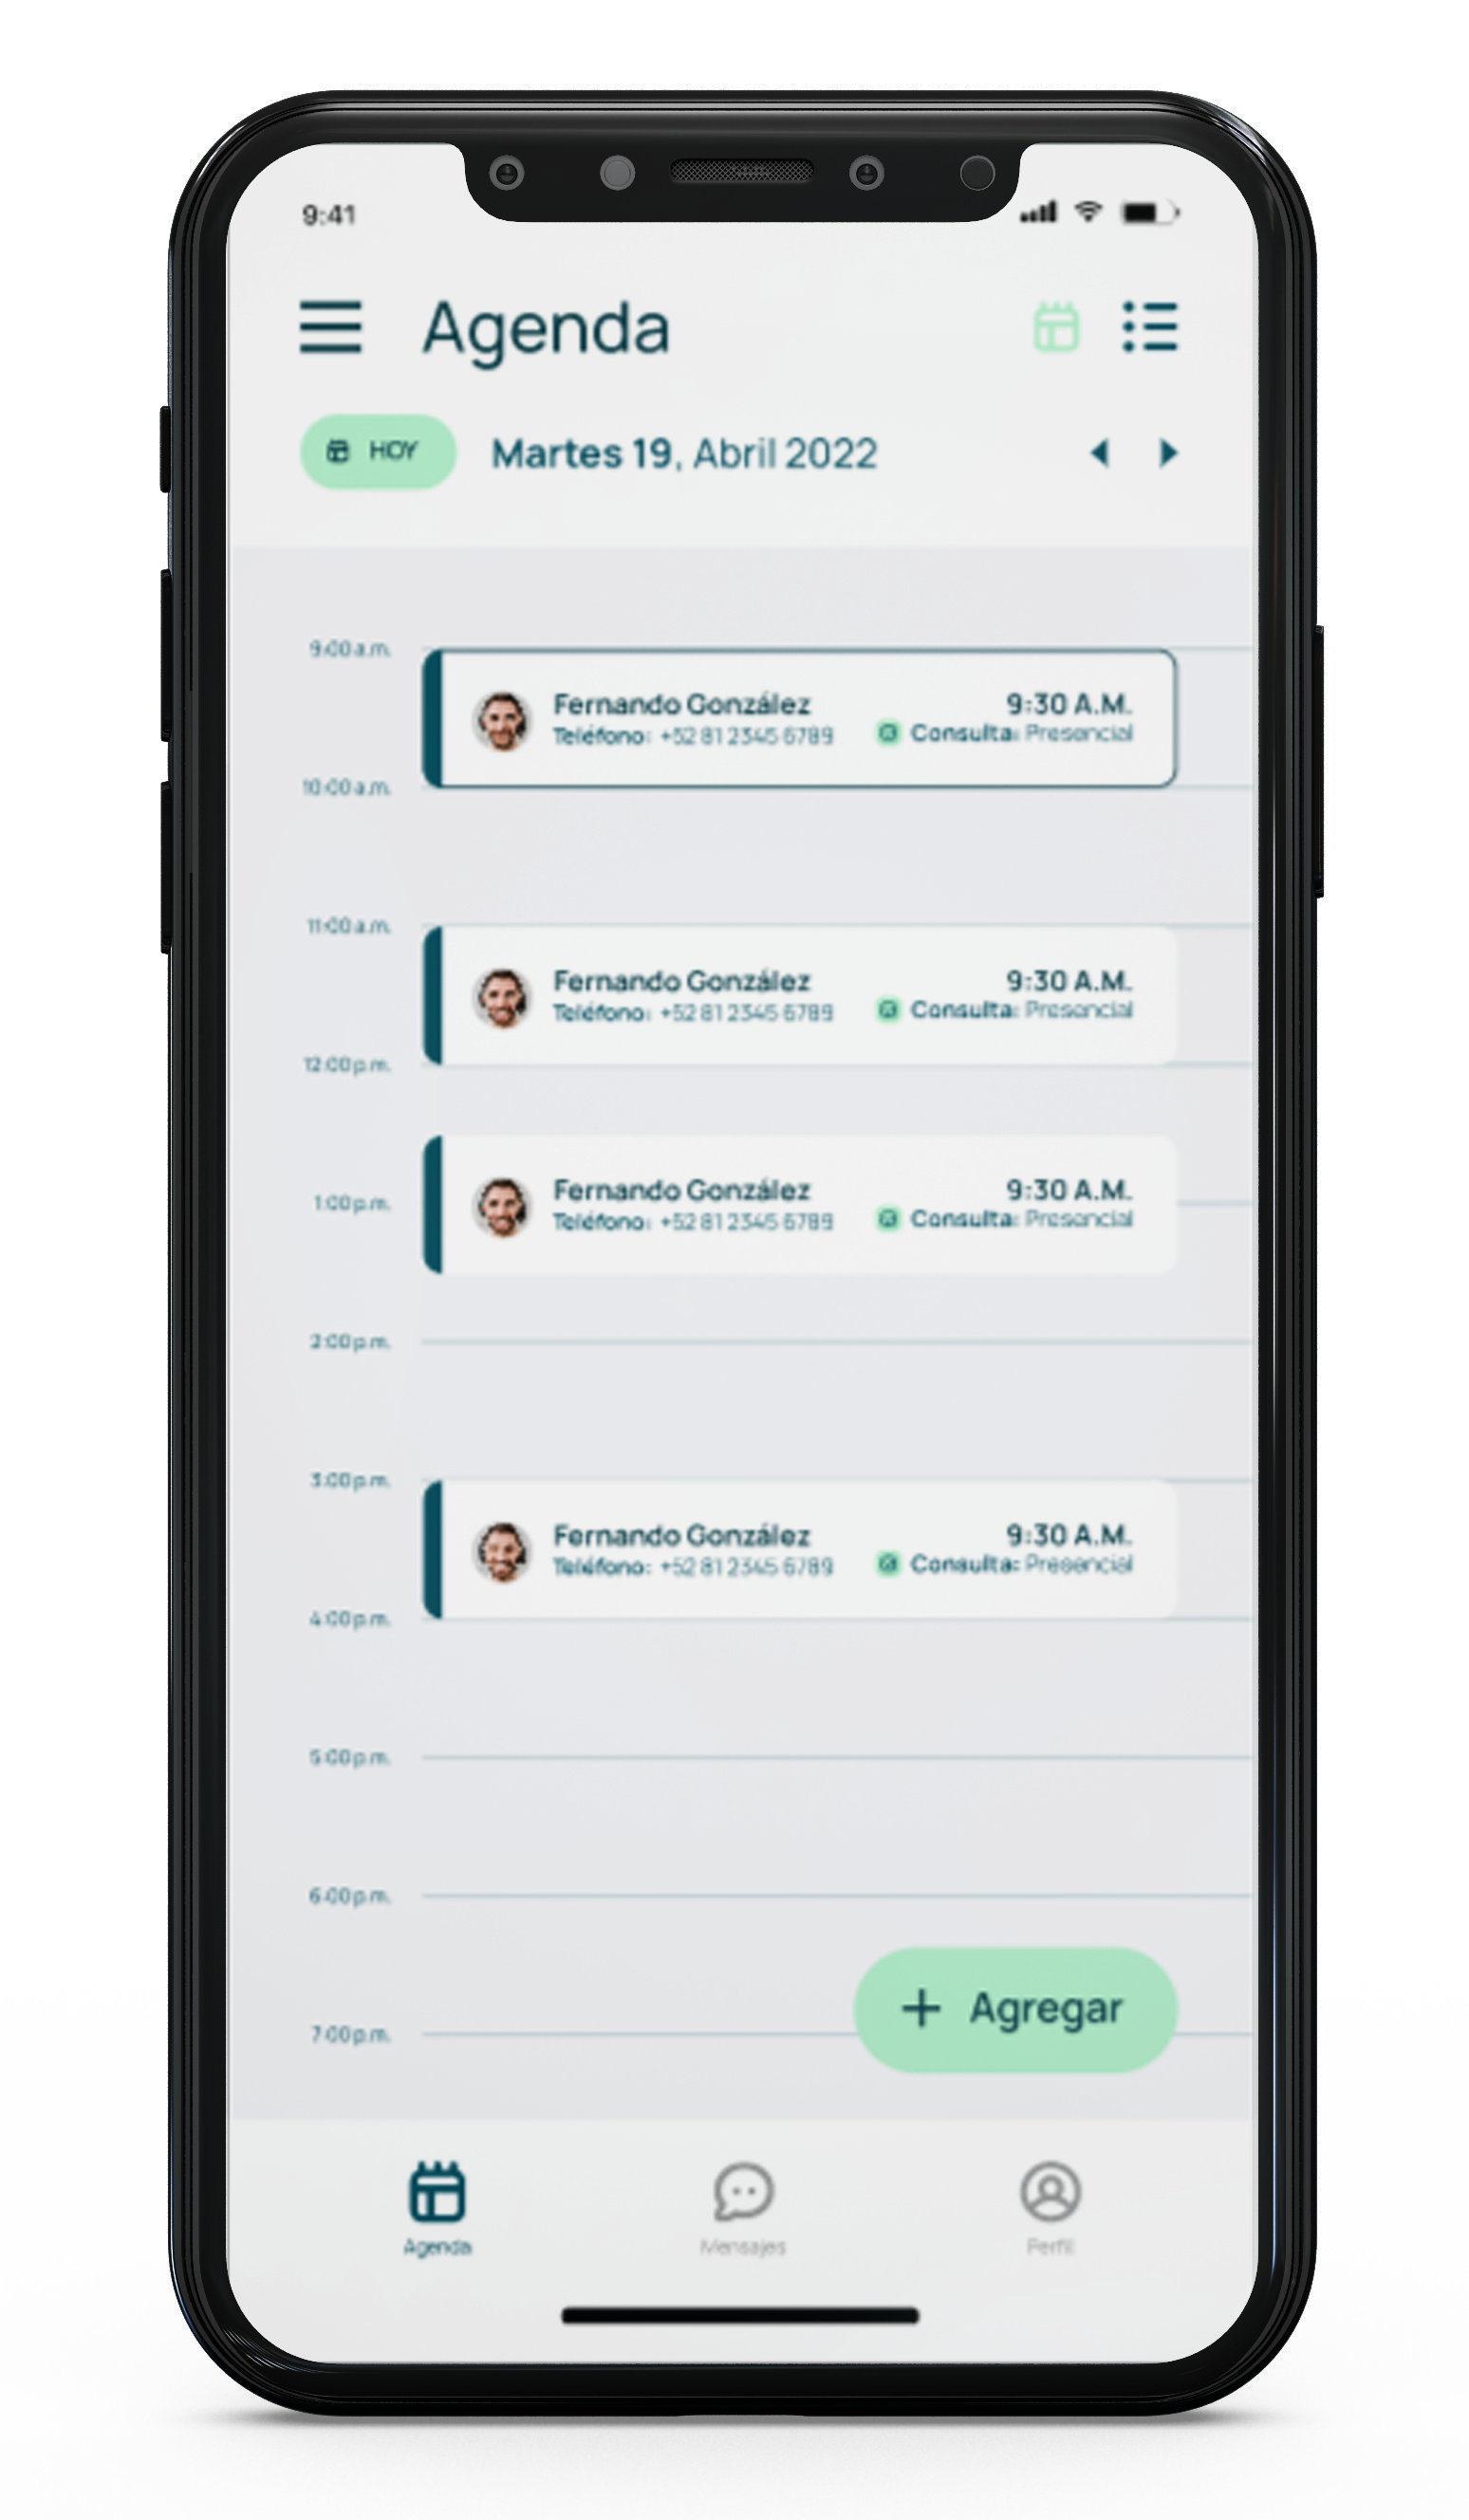 9:41
Agenda
HOY Martes 19, Abril 2022
9:00 a.m.
Fernando González 9:30 A.M.
Teléfono: +52 81 2345 6789 Consulta: Presencial
10:00 a.m.
11:00 a.m.
Fernando González 9:30 A.M.
Teléfono: +52 81 2345 6789 Consulta: Presencial
12:00 p.m.
Fernando González 9:30 A.M.
1:00 p.m.
Teléfono: +52 81 2345 6789 Consulta: Presencial
2:00 p.m.
3:00 p.m.
Fernando González 9:30 A.M.
Teléfono: +52 81 2345 6789 Consulta: Presencial
4:00 p.m.
5:00 p.m.
6:00 p.m.
+ Agregar
7:00 p.m.
Agenda Mensajes Perfil